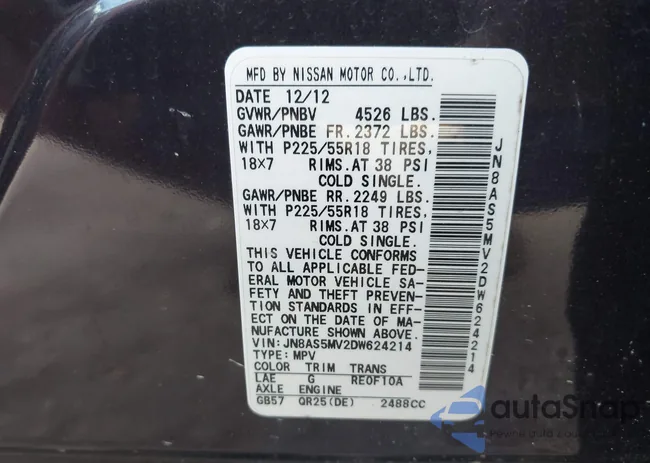 MFD BY NISSAN MOTOR CO.,LTD.
DATE 12/12
GVWR/PNBV 4526 LBS.
GAWR/PNBE FR. 2372 LBS.
WITH P225/55R18 TIRES,
18X7 RIMS.AT 38 PSI
COLD SINGLE.
GAWR/PNBE RR. 2249 LBS.
WITH P225/55R18 TIRES,
18X7 RIMS.AT 38 PSI
COLD SINGLE.
THIS VEHICLE CONFORMS
TO ALL APPLICABLE FED-
ERAL MOTOR VEHICLE SA-
FETY AND THEFT PREVEN-
TION STANDARDS IN EFF-
ECT ON THE DATE OF MA-
NUFACTURE SHOWN ABOVE.
VIN: JN8AS5MV2DW624214
TYPE: MPV
COLOR TRIM TRANS
LAE G RE0F10A
AXLE ENGINE
GB57 QR25(DE) 2488CC
JN8AS5MV2DW624214
autoSnap